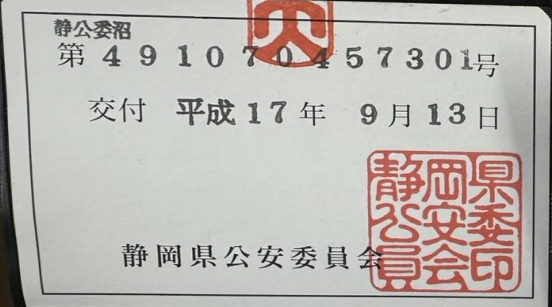 静公委沼
第491070457301号
交付 平成17年 9月13日
静岡県公安委員会
静岡県公安委員会印